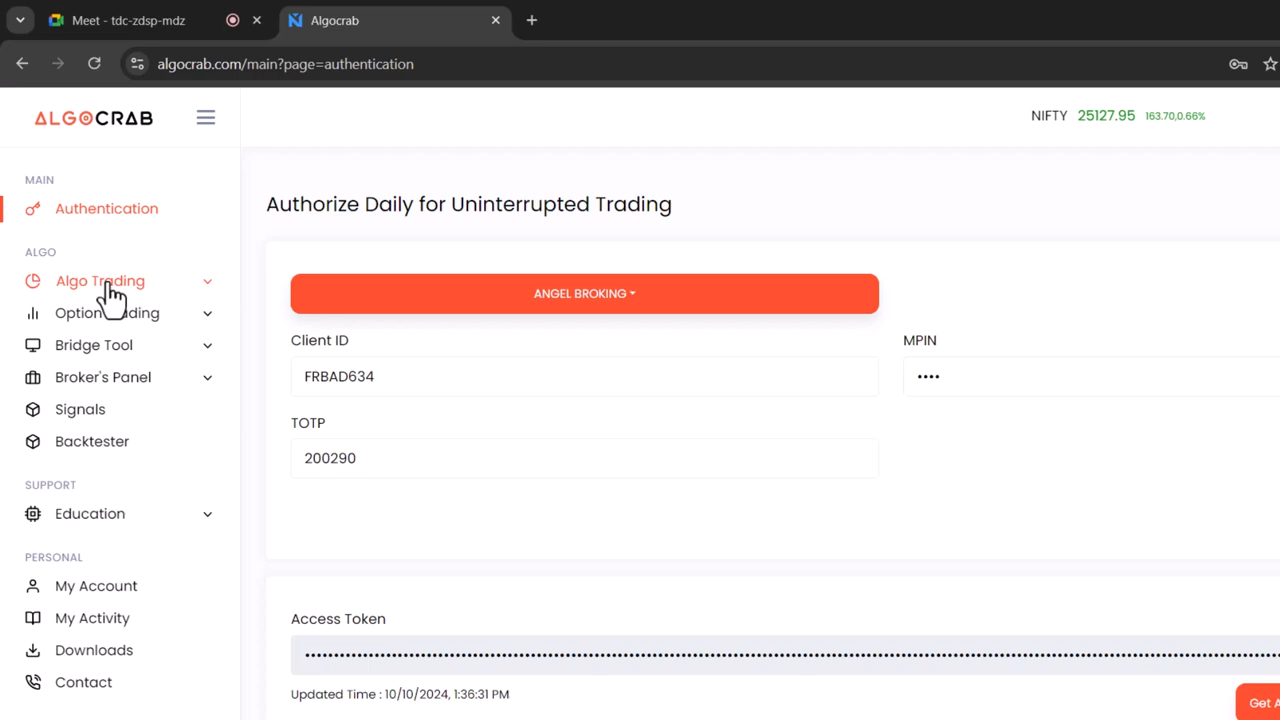 Meet - tdc-zdsp-mdz
Algocrab
algocrab.com/main?page=authentication
ALGOCRAB
NIFTY 25127.95 163.70,0.66%
MAIN
Authentication
ALGO
Algo Trading
Option Trading
Bridge Tool
Broker's Panel
Signals
Backtester
SUPPORT
Education
PERSONAL
My Account
My Activity
Downloads
Contact
Authorize Daily for Uninterrupted Trading
ANGEL BROKING
Client ID
FRBAD634
MPIN
••••
TOTP
200290
Access Token
Updated Time : 10/10/2024, 1:36:31 PM
Get A